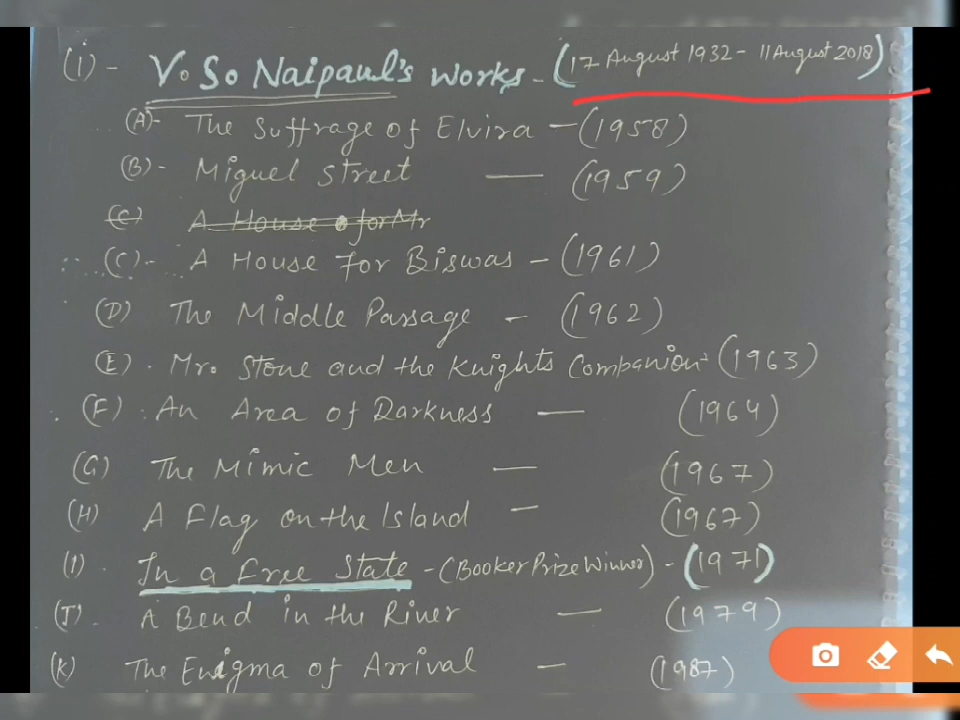 (i)- V. S. Naipaul's Works - (17 August 1932 - 11 August 2018)
(A)- The Suffrage of Elvira - (1958)
(B)- Miguel Street — (1959)
(C) A House for Mr
(C)- A House For Biswas - (1961)
(D) The Middle Passage - (1962)
(E). Mr. Stone and the Knights Companion - (1963)
(F). An Area of Darkness — (1964)
(G) The Mimic Men — (1967)
(H) A Flag on the Island — (1967)
(I). In a Free State - (Booker Prize Winner) - (1971)
(J). A Bend in the River — (1979)
(K) The Enigma of Arrival — (1987)